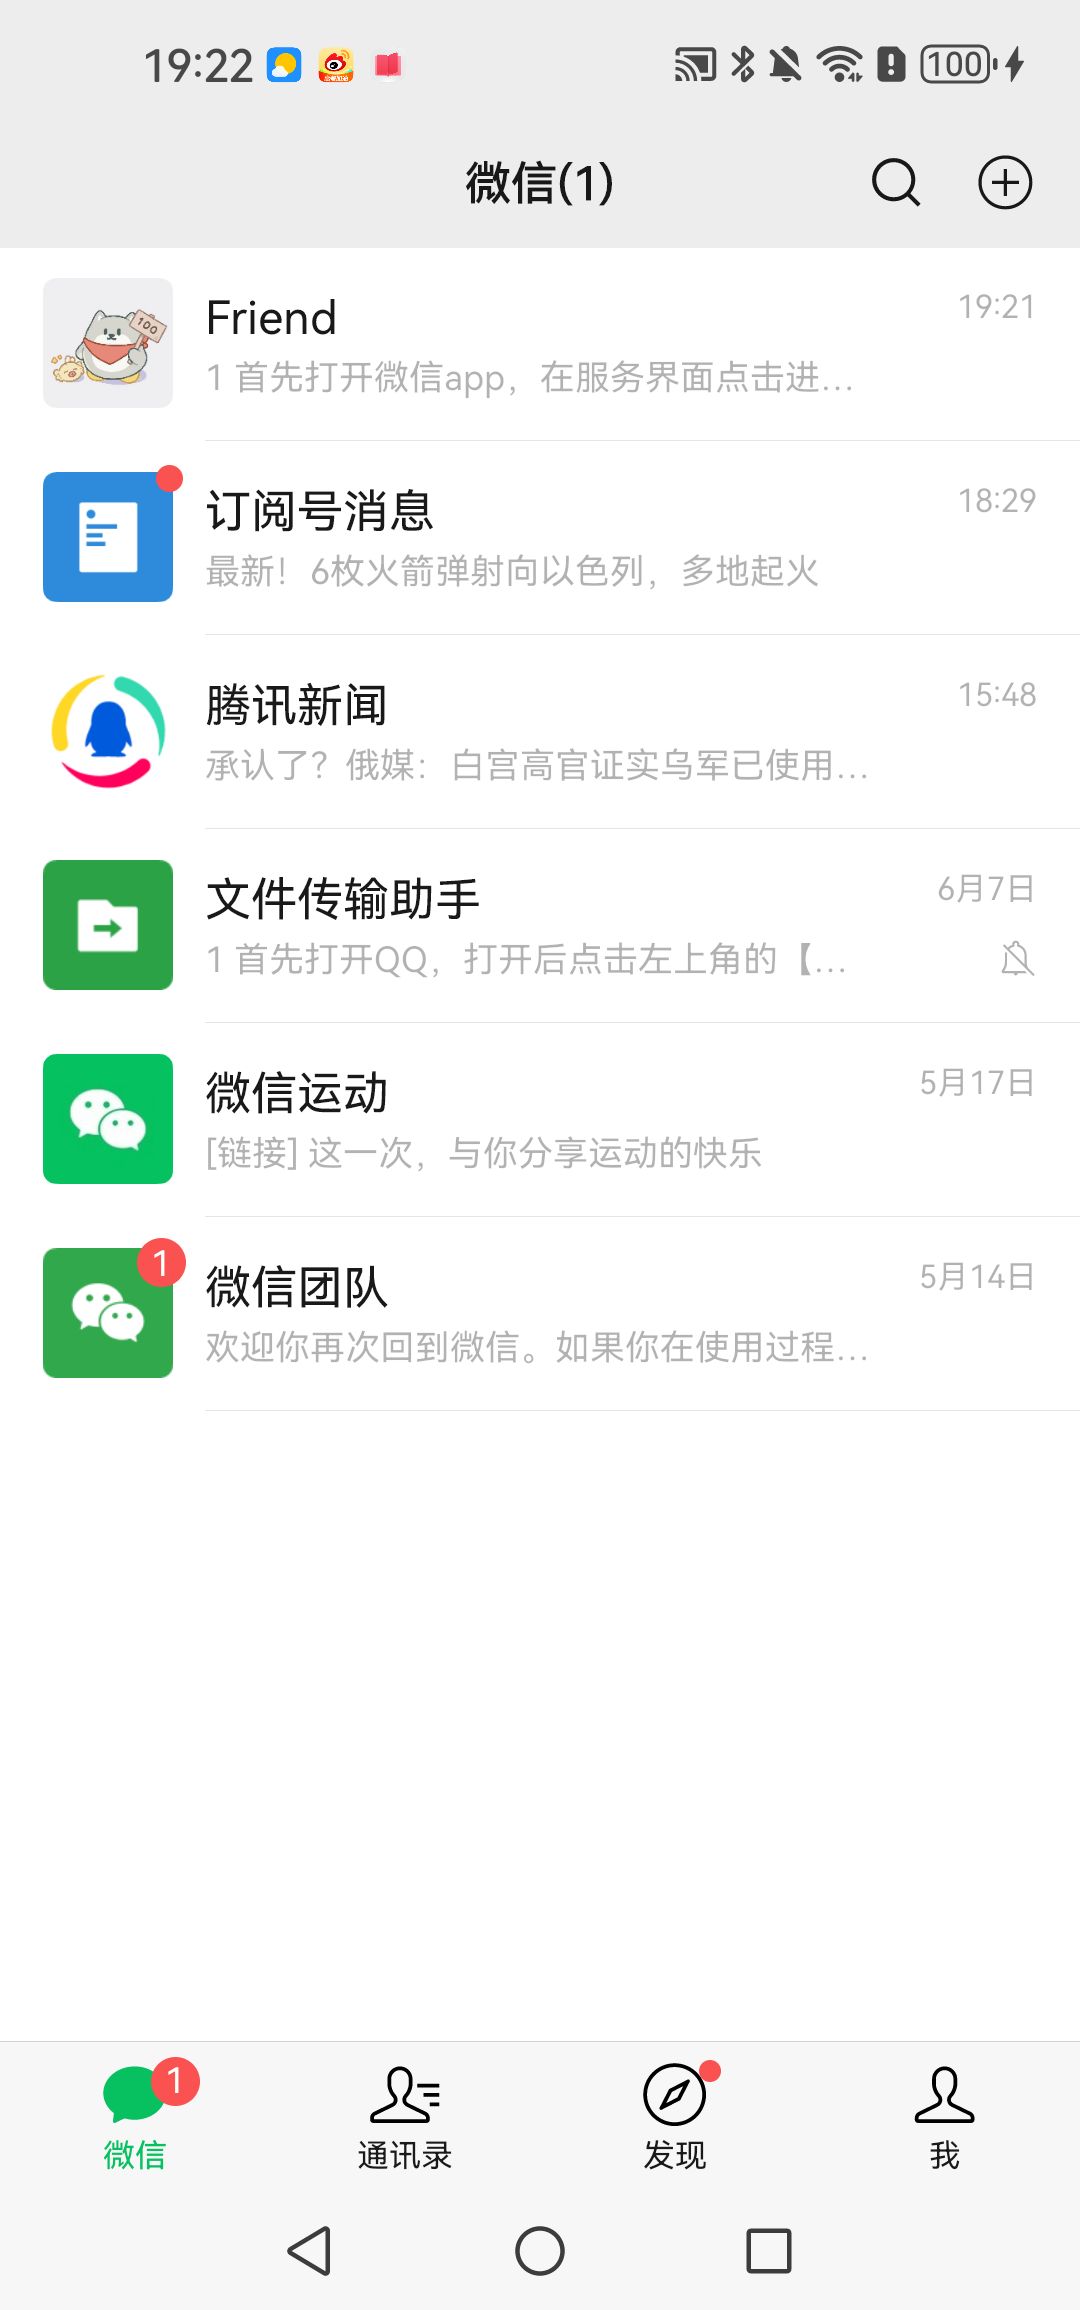 19:22
100
微信(1)
100
Friend
19:21
1 首先打开微信app，在服务界面点击进...
订阅号消息
18:29
最新！6枚火箭弹射向以色列，多地起火
腾讯新闻
15:48
承认了？俄媒：白宫高官证实乌军已使用...
文件传输助手
6月7日
1 首先打开QQ，打开后点击左上角的【...
微信运动
5月17日
[链接] 这一次，与你分享运动的快乐
1
微信团队
5月14日
欢迎你再次回到微信。如果你在使用过程...
1
微信
通讯录
发现
我